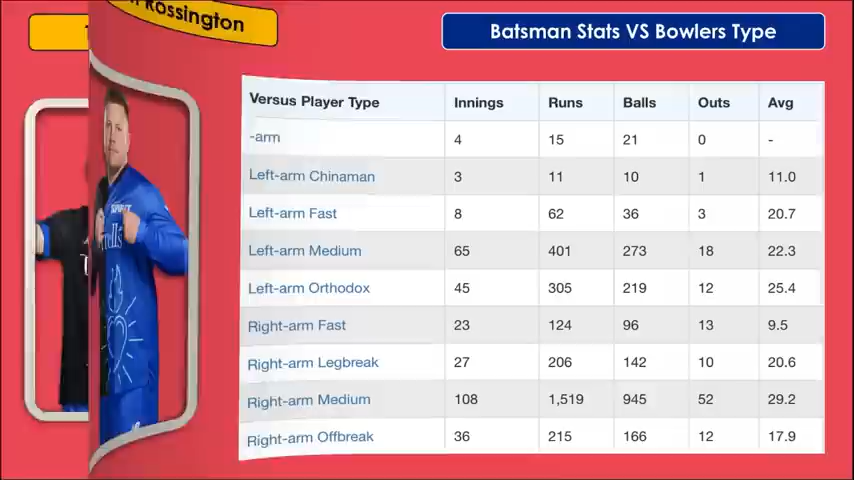 Rossington
Batsman Stats VS Bowlers Type
Versus Player Type Innings Runs Balls Outs Avg
-arm 4 15 21 0 -
Left-arm Chinaman 3 11 10 1 11.0
Left-arm Fast 8 62 36 3 20.7
Left-arm Medium 65 401 273 18 22.3
Left-arm Orthodox 45 305 219 12 25.4
Right-arm Fast 23 124 96 13 9.5
Right-arm Legbreak 27 206 142 10 20.6
Right-arm Medium 108 1,519 945 52 29.2
Right-arm Offbreak 36 215 166 12 17.9